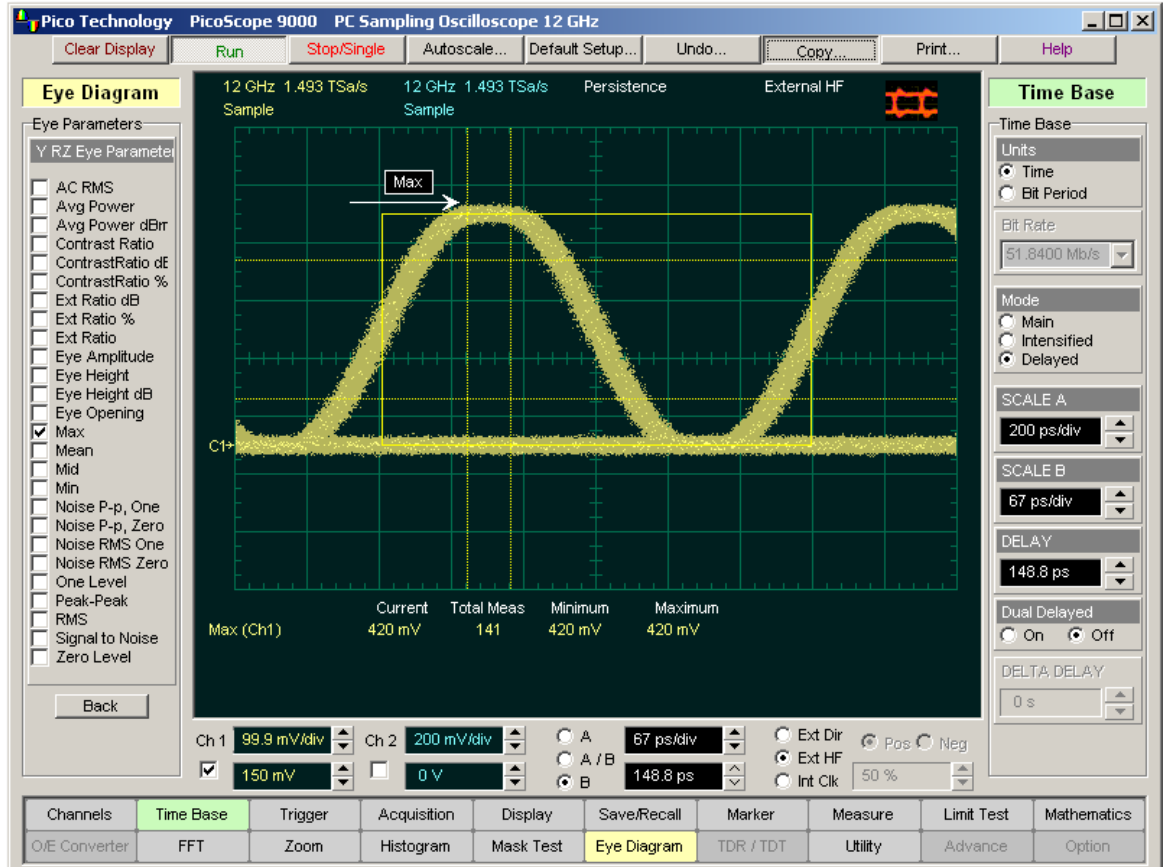 Pico Technology PicoScope 9000 PC Sampling Oscilloscope 12 GHz
Clear Display Run Stop/Single Autoscale... Default Setup... Undo... Copy... Print... Help
Eye Diagram
Eye Parameters
Y RZ Eye Parameter
AC RMS
Avg Power
Avg Power dBm
Contrast Ratio
ContrastRatio dE
ContrastRatio %
Ext Ratio dB
Ext Ratio %
Ext Ratio
Eye Amplitude
Eye Height
Eye Height dB
Eye Opening
Max
Mean
Mid
Min
Noise P-p, One
Noise P-p, Zero
Noise RMS One
Noise RMS Zero
One Level
Peak-Peak
RMS
Signal to Noise
Zero Level
Back
12 GHz 1.493 TSa/s 12 GHz 1.493 TSa/s Persistence External HF
Sample Sample
Max
C1
Current Total Meas Minimum Maximum
Max (Ch1) 420 mV 141 420 mV 420 mV
Time Base
Time Base
Units
Time
Bit Period
Bit Rate
51.8400 Mb/s
Mode
Main
Intensified
Delayed
SCALE A
200 ps/div
SCALE B
67 ps/div
DELAY
148.8 ps
Dual Delayed
On Off
DELTA DELAY
0 s
Ch 1 99.9 mV/div Ch 2 200 mV/div A 67 ps/div Ext Dir Pos Neg
A / B Ext HF
150 mV 0 V B 148.8 ps Int Clk 50 %
Channels Time Base Trigger Acquisition Display Save/Recall Marker Measure Limit Test Mathematics
O/E Converter FFT Zoom Histogram Mask Test Eye Diagram TDR / TDT Utility Advance Option